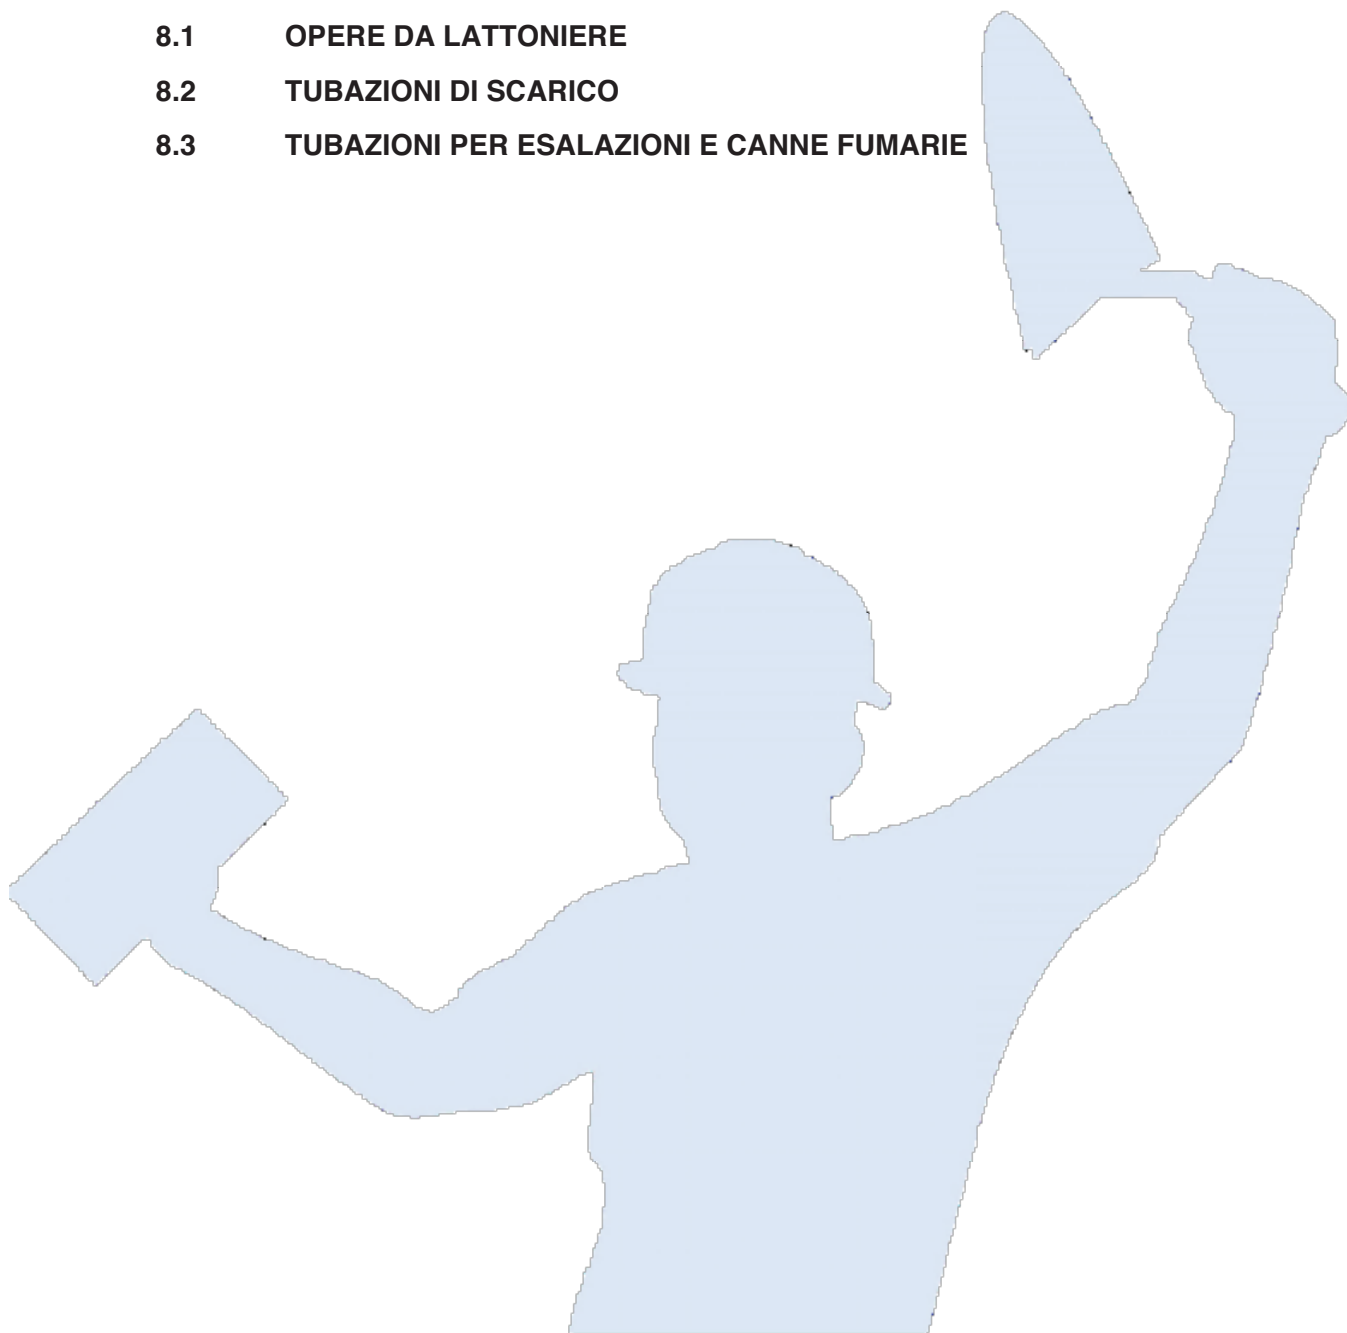 8.1 OPERE DA LATTONIERE
8.2 TUBAZIONI DI SCARICO
8.3 TUBAZIONI PER ESALAZIONI E CANNE FUMARIE